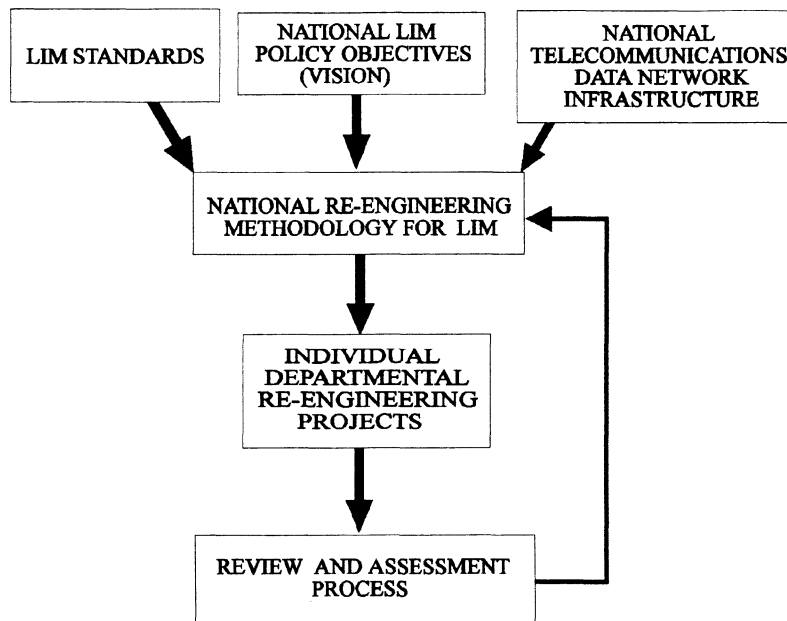 LIM STANDARDS
NATIONAL LIM
POLICY OBJECTIVES
(VISION)
NATIONAL
TELECOMMUNICATIONS
DATA NETWORK
INFRASTRUCTURE
NATIONAL RE-ENGINEERING
METHODOLOGY FOR LIM
INDIVIDUAL
DEPARTMENTAL
RE-ENGINEERING
PROJECTS
REVIEW AND ASSESSMENT
PROCESS